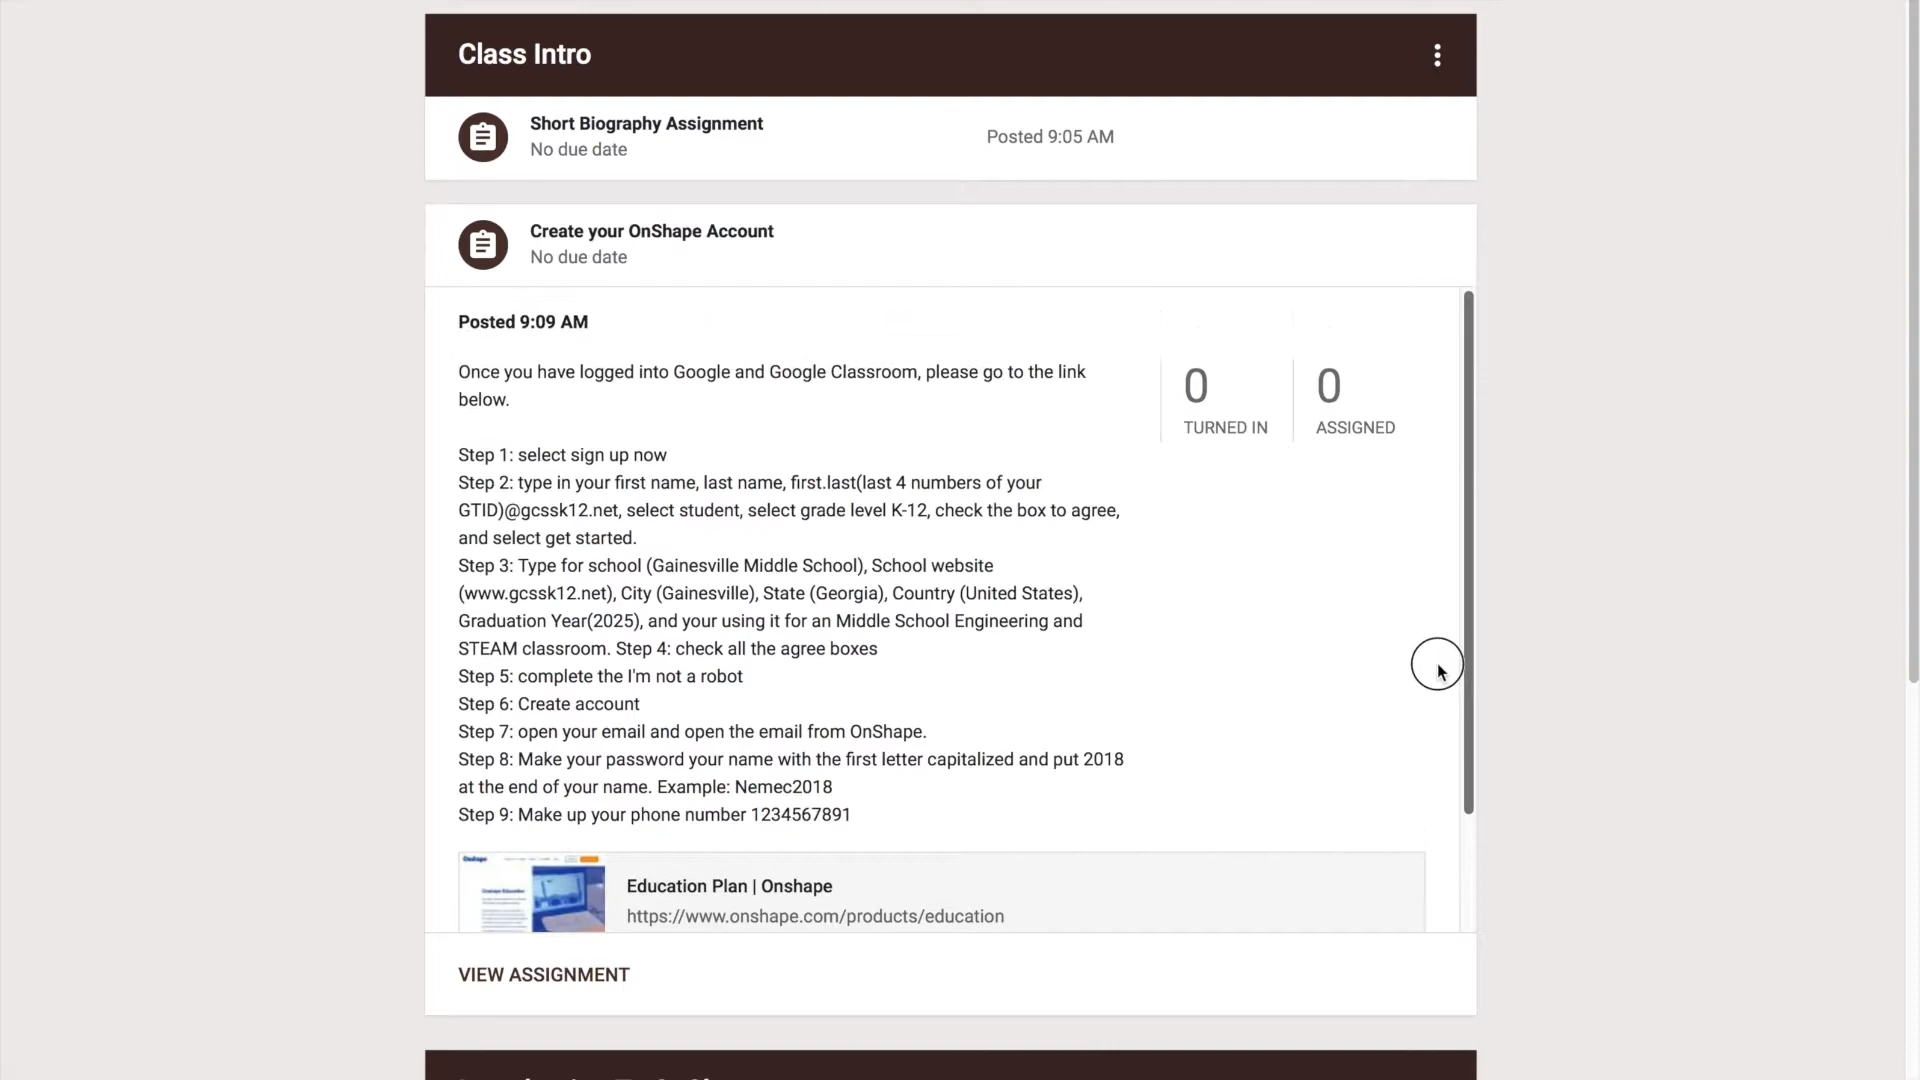 Class Intro
Short Biography Assignment
No due date
Posted 9:05 AM
Create your OnShape Account
No due date
Posted 9:09 AM
Once you have logged into Google and Google Classroom, please go to the link
below.
Step 1: select sign up now
Step 2: type in your first name, last name, first.last(last 4 numbers of your
GTID)@gcssk12.net, select student, select grade level K-12, check the box to agree,
and select get started.
Step 3: Type for school (Gainesville Middle School), School website
(www.gcssk12.net), City (Gainesville), State (Georgia), Country (United States),
Graduation Year(2025), and your using it for an Middle School Engineering and
STEAM classroom. Step 4: check all the agree boxes
Step 5: complete the I'm not a robot
Step 6: Create account
Step 7: open your email and open the email from OnShape.
Step 8: Make your password your name with the first letter capitalized and put 2018
at the end of your name. Example: Nemec2018
Step 9: Make up your phone number 1234567891
0
TURNED IN
0
ASSIGNED
Onshape
Education Plan | Onshape
https://www.onshape.com/products/education
VIEW ASSIGNMENT